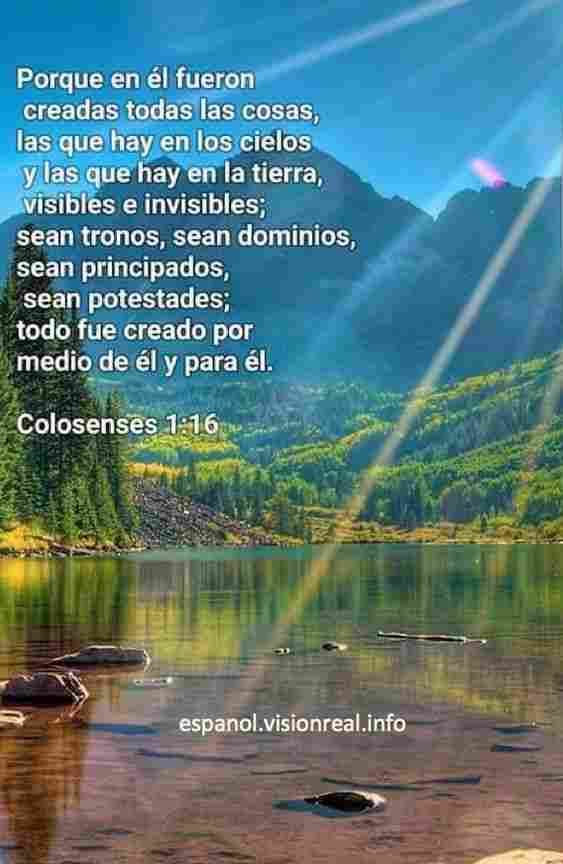 Porque en él fueron
creadas todas las cosas,
las que hay en los cielos
y las que hay en la tierra,
visibles e invisibles;
sean tronos, sean dominios,
sean principados,
sean potestades;
todo fue creado por
medio de él y para él.
Colosenses 1:16
espanol.visionreal.info